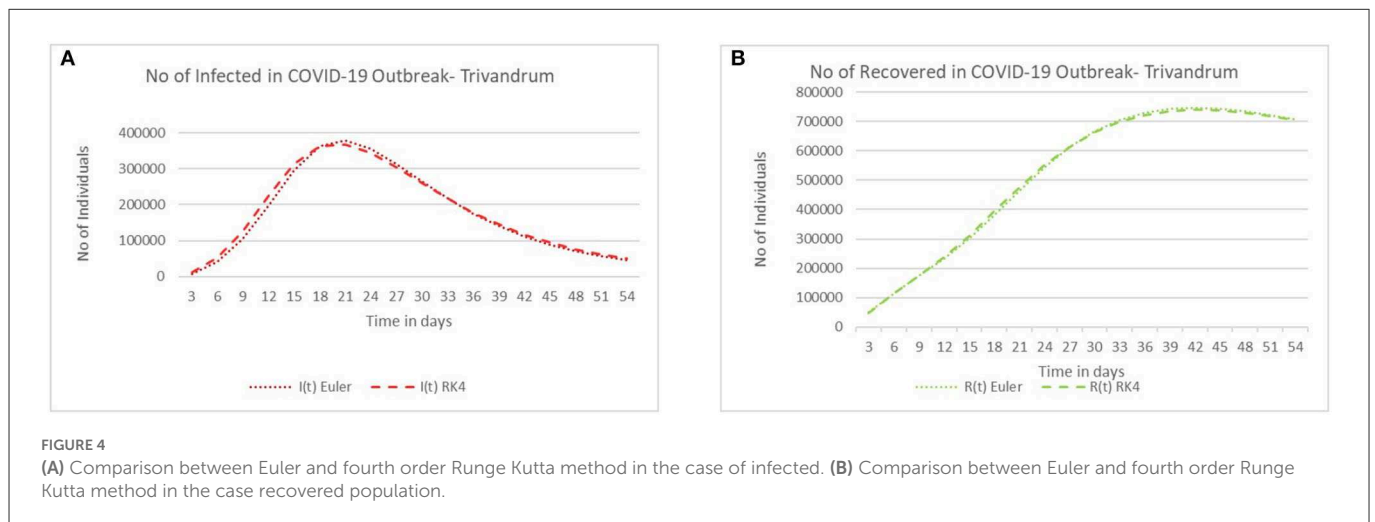 A
No of Infected in COVID-19 Outbreak- Trivandrum
No of Individuals
400000
300000
200000
100000
0
3 6 9 12 15 18 21 24 27 30 33 36 39 42 45 48 51 54
Time in days
I(t) Euler I(t) RK4
B
No of Recovered in COVID-19 Outbreak- Trivandrum
No of Individuals
800000
700000
600000
500000
400000
300000
200000
100000
0
3 6 9 12 15 18 21 24 27 30 33 36 39 42 45 48 51 54
Time in days
R(t) Euler R(t) RK4
FIGURE 4
(A) Comparison between Euler and fourth order Runge Kutta method in the case of infected. (B) Comparison between Euler and fourth order Runge
Kutta method in the case recovered population.